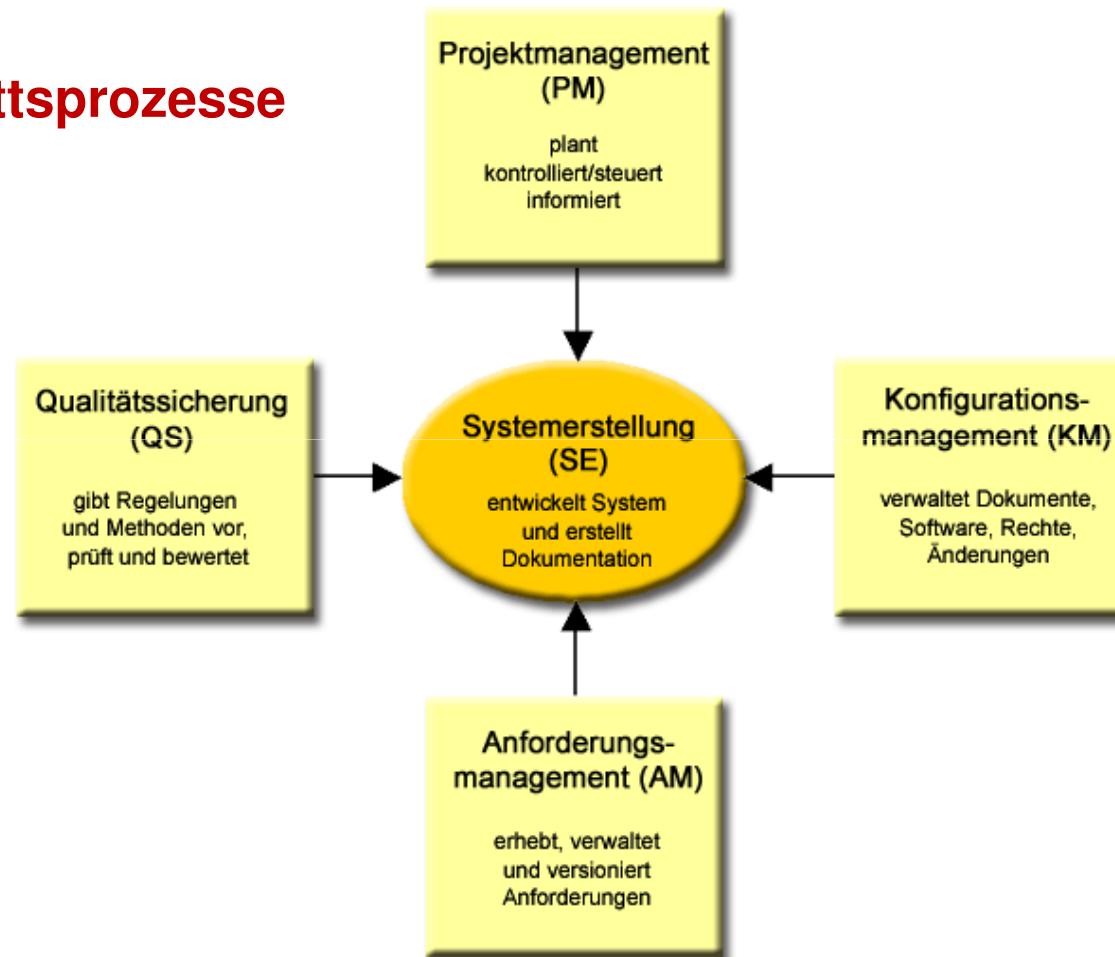 ttsprozesse
Projektmanagement
(PM)
plant
kontrolliert/steuert
informiert
Qualitätssicherung
(QS)
gibt Regelungen
und Methoden vor,
prüft und bewertet
Systemerstellung
(SE)
entwickelt System
und erstellt
Dokumentation
Konfigurations-
management (KM)
verwaltet Dokumente,
Software, Rechte,
Änderungen
Anforderungs-
management (AM)
erhebt, verwaltet
und versioniert
Anforderungen